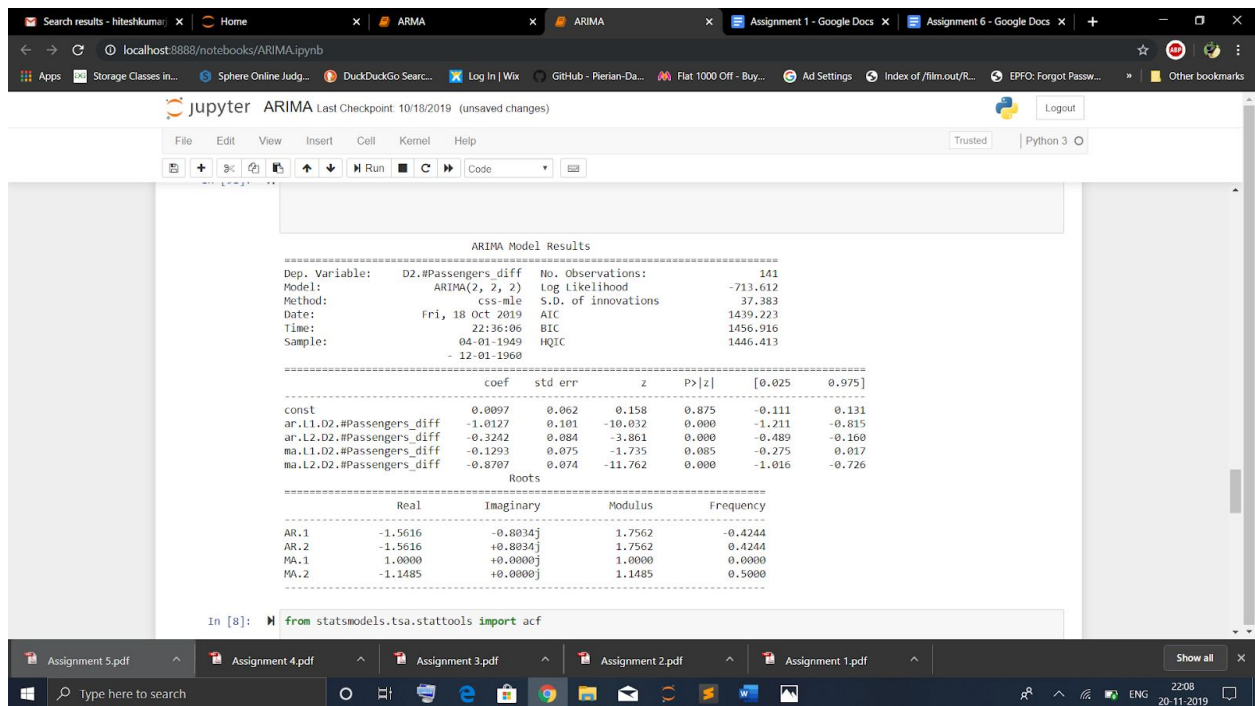 Search results - hiteshkumarj Home ARMA ARIMA Assignment 1 - Google Docs Assignment 6 - Google Docs
localhost:8888/notebooks/ARIMA.ipynb
Apps Storage Classes in... Sphere Online Judg... DuckDuckGo Searc... Log In | Wix GitHub - Pierian-Da... Flat 1000 Off - Buy... Ad Settings Index of /film.out/R... EPFO: Forgot Passw... » Other bookmarks
jupyter ARIMA Last Checkpoint: 10/18/2019 (unsaved changes) Logout
File Edit View Insert Cell Kernel Help Trusted Python 3
Run Code
ARIMA Model Results
Dep. Variable: D2.#Passengers_diff No. Observations: 141
Model: ARIMA(2, 2, 2) Log Likelihood -713.612
Method: css-mle S.D. of innovations 37.383
Date: Fri, 18 Oct 2019 AIC 1439.223
Time: 22:36:06 BIC 1456.916
Sample: 04-01-1949 HQIC 1446.413
- 12-01-1960
coef std err z P>|z| [0.025 0.975]
const 0.0097 0.062 0.158 0.875 -0.111 0.131
ar.L1.D2.#Passengers_diff -1.0127 0.101 -10.032 0.000 -1.211 -0.815
ar.L2.D2.#Passengers_diff -0.3242 0.084 -3.861 0.000 -0.489 -0.160
ma.L1.D2.#Passengers_diff -0.1293 0.075 -1.735 0.085 -0.275 0.017
ma.L2.D2.#Passengers_diff -0.8707 0.074 -11.762 0.000 -1.016 -0.726
Roots
Real Imaginary Modulus Frequency
AR.1 -1.5616 -0.8034j 1.7562 -0.4244
AR.2 -1.5616 +0.8034j 1.7562 0.4244
MA.1 1.0000 +0.0000j 1.0000 0.0000
MA.2 -1.1485 +0.0000j 1.1485 0.5000
In [8]: from statsmodels.tsa.stattools import acf
Assignment 5.pdf Assignment 4.pdf Assignment 3.pdf Assignment 2.pdf Assignment 1.pdf Show all
Type here to search ENG 22:08
20-11-2019